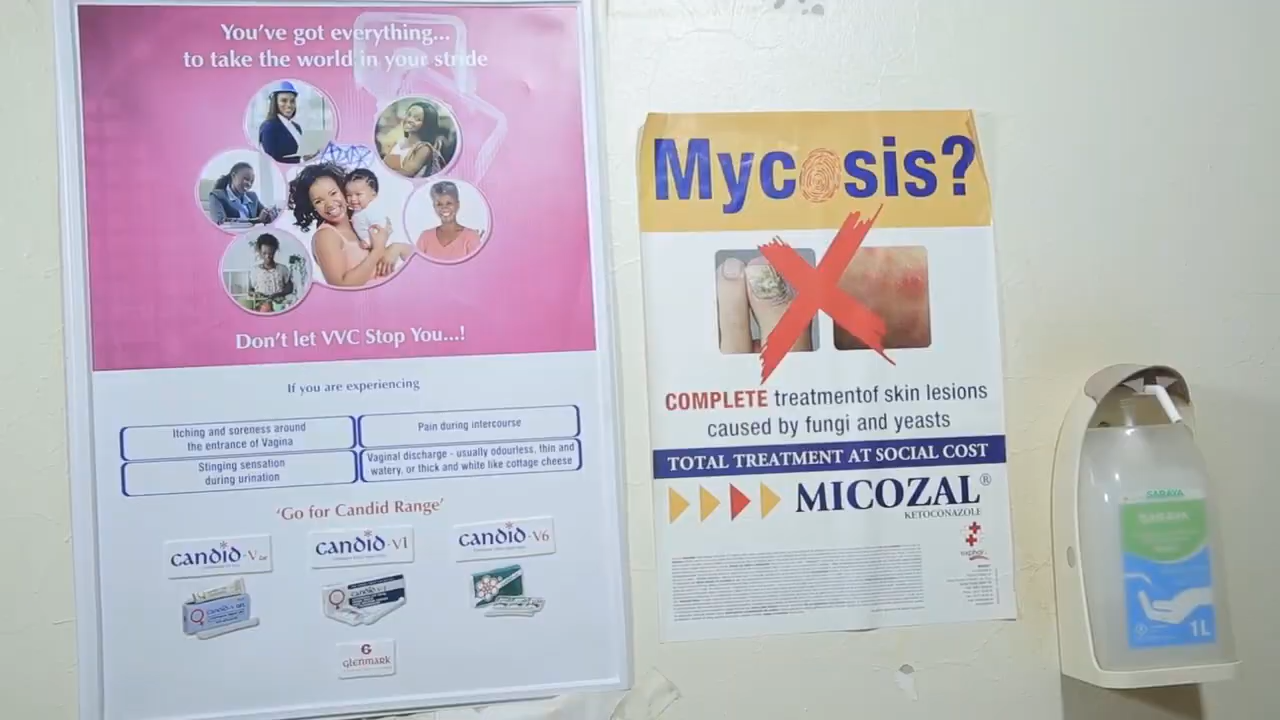 You've got everything...
to take the world in your stride
Don't let VVC Stop You...!
If you are experiencing
Itching and soreness around
the entrance of Vagina
Pain during intercourse
Stinging sensation
during urination
Vaginal discharge - usually odourless, thin and
watery, or thick and white like cottage cheese
'Go for Candid Range'
CANDID-V
CANDID-V1
CANDID-V6
GLENMARK
Mycosis?
COMPLETE treatmentof skin lesions
caused by fungi and yeasts
TOTAL TREATMENT AT SOCIAL COST
MICOZAL®
KETOCONAZOLE
SARAYA
SARAYA
1L